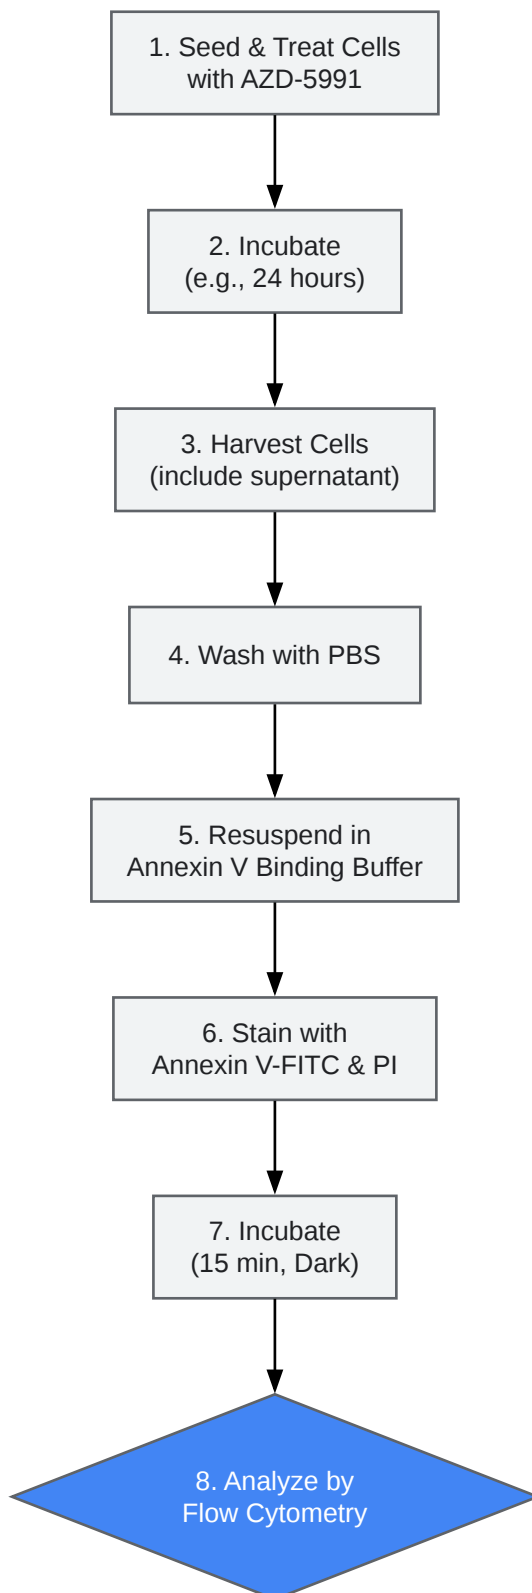 1. Seed & Treat Cells
with AZD-5991
2. Incubate
(e.g., 24 hours)
3. Harvest Cells
(include supernatant)
4. Wash with PBS
5. Resuspend in
Annexin V Binding Buffer
6. Stain with
Annexin V-FITC & PI
7. Incubate
(15 min, Dark)
8. Analyze by
Flow Cytometry